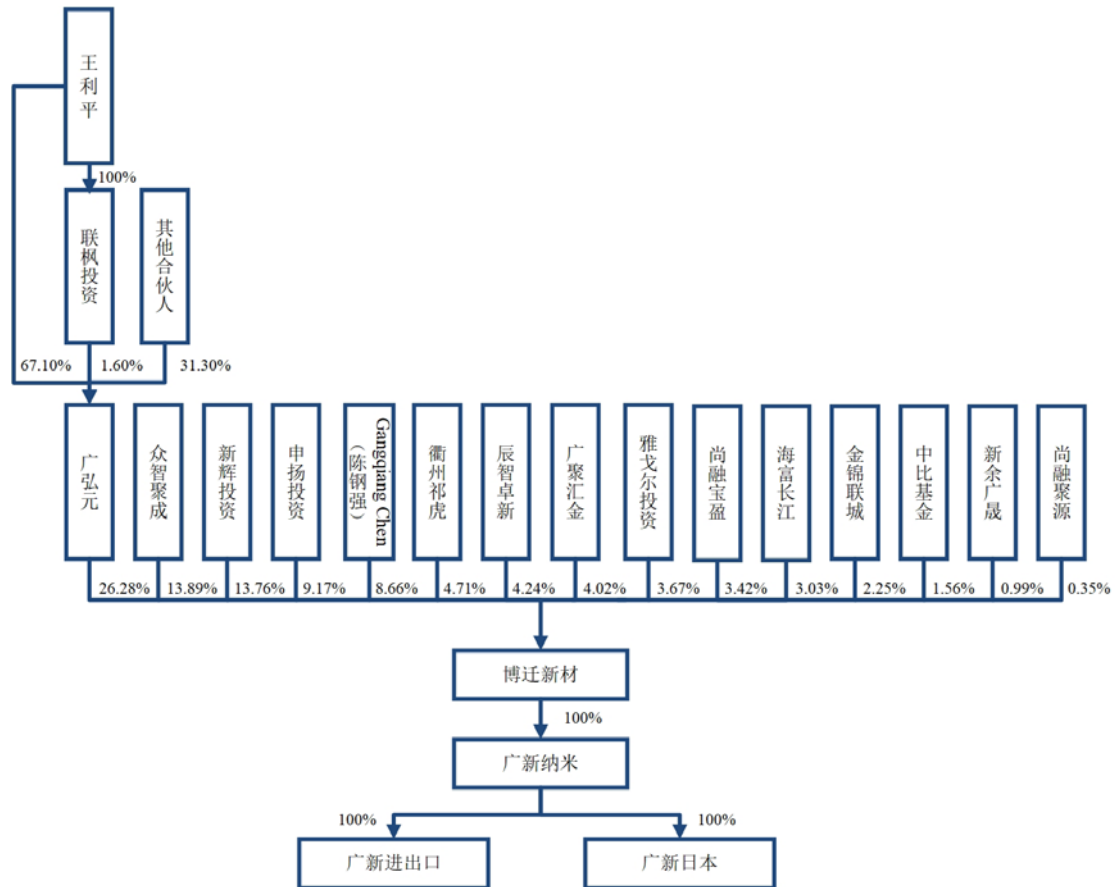 王利平
100%
联枫投资
其他合伙人
67.10%
1.60%
31.30%
广弘元
众智聚成
新辉投资
申扬投资
Gangqiang Chen
(陈钢强)
衢州祁虎
辰智卓新
广聚汇金
雅戈尔投资
尚融宝盈
海富长江
金锦联城
中比基金
新余广晟
尚融聚源
26.28%
13.89%
13.76%
9.17%
8.66%
4.71%
4.24%
4.02%
3.67%
3.42%
3.03%
2.25%
1.56%
0.99%
0.35%
博迁新材
100%
广新纳米
100%
100%
广新进出口
广新日本